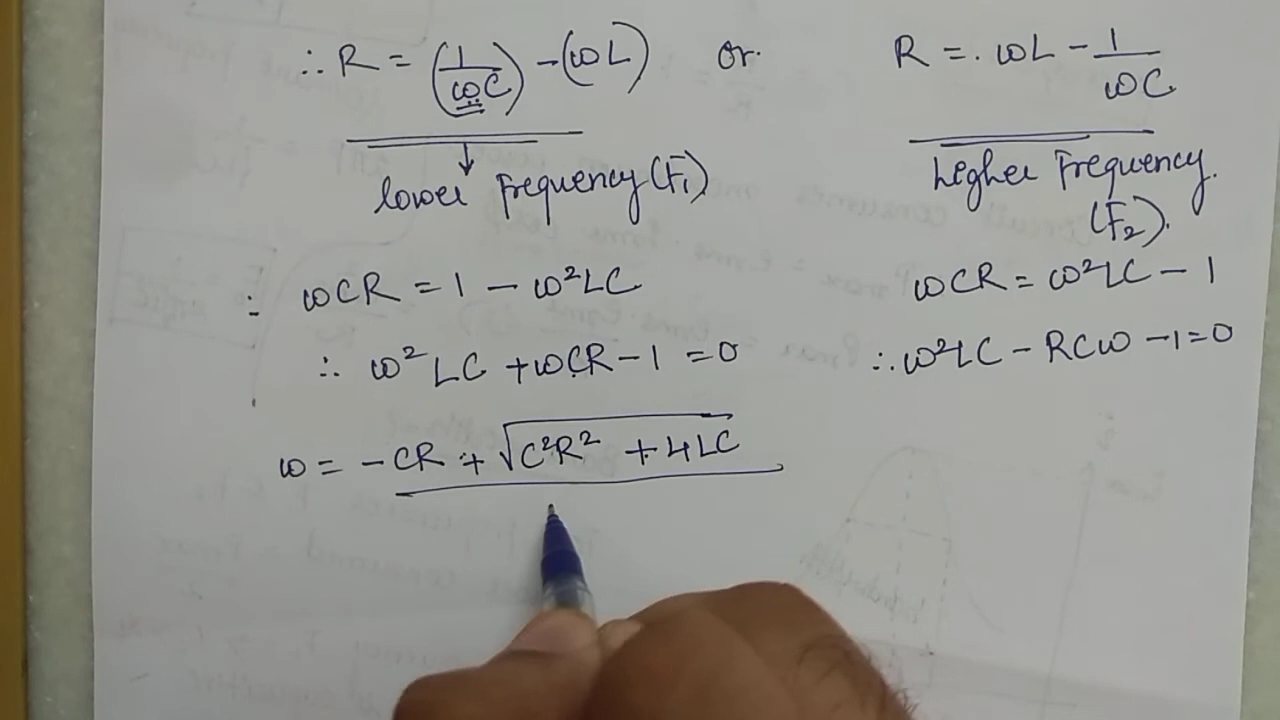 ∴ R = (1/ωC) - (ωL) or R = ωL - 1/ωC
lower Frequency (F₁)
higher Frequency. (F₂).
∴ ωCR = 1 - ω²LC
ωCR = ω²LC - 1
∴ ω²LC + ωCR - 1 = 0
∴ ω²LC - RCω - 1 = 0
ω = -CR + √C²R² + 4LC